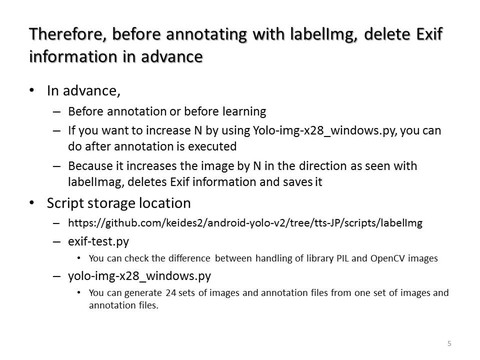 Therefore, before annotating with labelImg, delete Exif
information in advance
• In advance,
– Before annotation or before learning
– If you want to increase N by using Yolo-img-x28_windows.py, you can
do after annotation is executed
– Because it increases the image by N in the direction as seen with
labelImag, deletes Exif information and saves it
• Script storage location
– https://github.com/keides2/android-yolo-v2/tree/tts-JP/scripts/labelImg
– exif-test.py
• You can check the difference between handling of library PIL and OpenCV images
– yolo-img-x28_windows.py
• You can generate 24 sets of images and annotation files from one set of images and
annotation files.
5